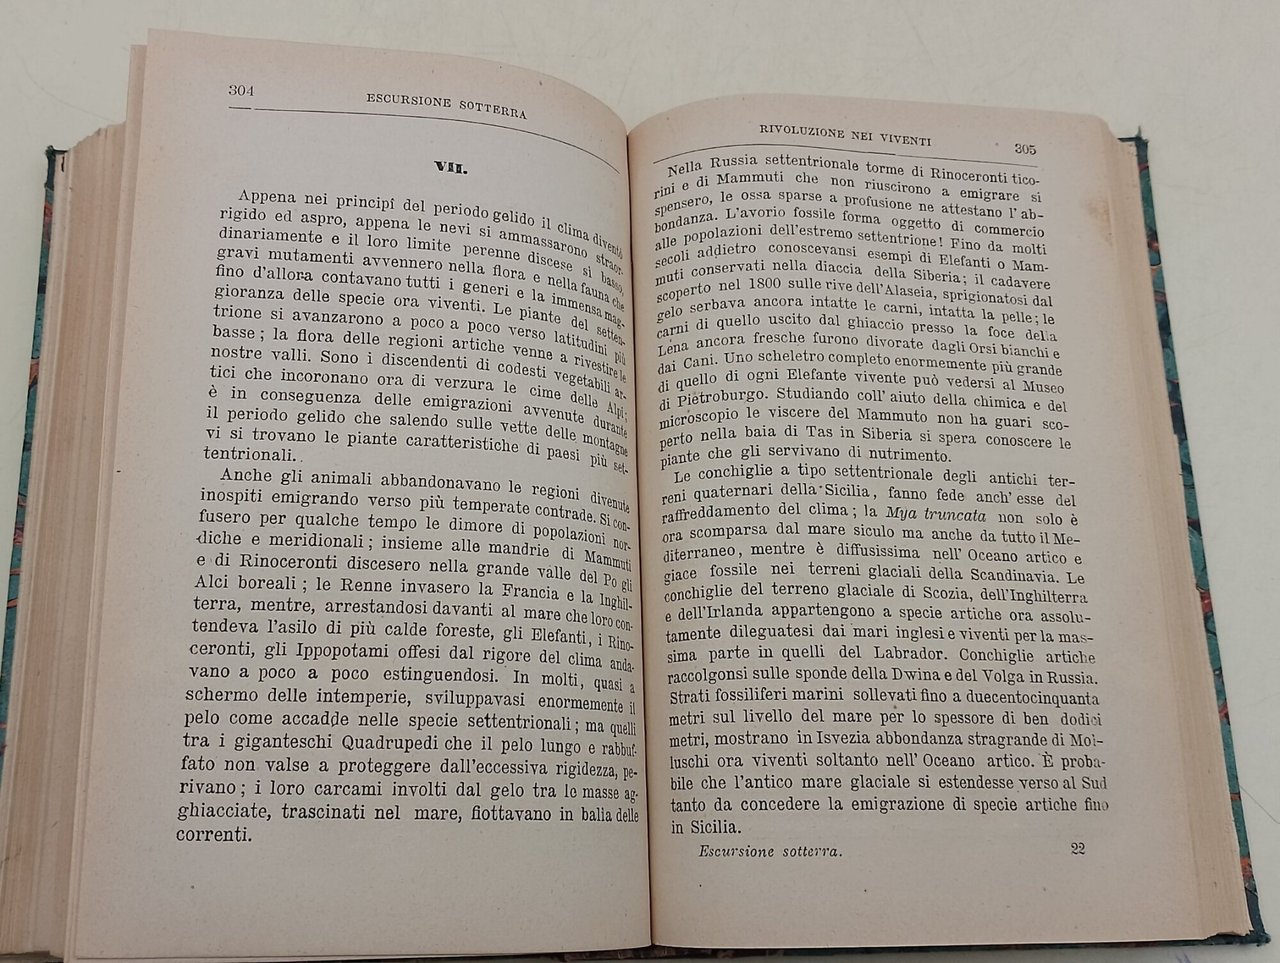 304
ESCURSIONE SOTTERRA
VII.
Appena nei principî del periodo gelido il clima diventò
rigido ed aspro, appena le nevi si ammassarono straor-
dinariamente e il loro limite perenne discese sì basso,
gravi mutamenti avvennero nella flora e nella fauna che
fino d'allora contavano tutti i generi e la immensa mag-
gioranza delle specie ora viventi. Le piante del setten-
trione si avanzarono a poco a poco verso latitudini più
basse; la flora delle regioni artiche venne a rivestire le
nostre valli. Sono i discendenti di codesti vegetabili ar-
tici che incoronano ora di verzura le cime delle Alpi;
è in conseguenza delle emigrazioni avvenute durante
il periodo gelido che salendo sulle vette delle montagne
vi si trovano le piante caratteristiche di paesi più set-
tentrionali.
Anche gli animali abbandonavano le regioni divenute
inospiti emigrando verso più temperate contrade. Si con-
fusero per qualche tempo le dimore di popolazioni nor-
diche e meridionali; insieme alle mandrie di Mammuti
e di Rinoceronti discesero nella grande valle del Po gli
Alci boreali; le Renne invasero la Francia e la Inghil-
terra, mentre, arrestandosi davanti al mare che loro con-
tendeva l'asilo di più calde foreste, gli Elefanti, i Rino-
ceronti, gli Ippopotami offesi dal rigore del clima anda-
vano a poco a poco estinguendosi. In molti, quasi a
schermo delle intemperie, sviluppavasi enormemente il
pelo come accadde nelle specie settentrionali; ma quelli
tra i giganteschi Quadrupedi che il pelo lungo e rabbuf-
fato non valse a proteggere dall'eccessiva rigidezza, pe-
rivano; i loro carcami involti dal gelo tra le masse ag-
ghiacciate, trascinati nel mare, fiottavano in balla delle
correnti.
RIVOLUZIONE NEI VIVENTI
305
Nella Russia settentrionale torme di Rinoceronti tico-
rini e di Mammuti che non riuscirono a emigrare si
spensero, le ossa sparse a profusione ne attestano l'ab-
bondanza. L'avorio fossile forma oggetto di commercio
alle popolazioni dell'estremo settentrione! Fino da molti
secoli addietro conoscevansi esempi di Elefanti o Mam-
muti conservati nella diaccia della Siberia; il cadavere
scoperto nel 1800 sulle rive dell'Alaseia, sprigionatosi dal
gelo serbava ancora intatte le carni, intatta la pelle; le
carni di quello uscito dal ghiaccio presso la foce della
Léna ancora fresche furono divorate dagli Orsi bianchi e
dai Cani. Uno scheletro completo enormemente più grande
di quello di ogni Elefante vivente può vedersi al Museo
di Pietroburgo. Studiando coll'aiuto della chimica e del
microscopio le viscere del Mammuto non ha guari sco-
perto nella baia di Tas in Siberia si spera conoscere le
piante che gli servivano di nutrimento.
Le conchiglie a tipo settentrionale degli antichi ter-
reni quaternari della Sicilia, fanno fede anch'esse del
raffreddamento del clima; la Mya truncata non solo è
ora scomparsa dal mare siculo ma anche da tutto il Me-
diterraneo, mentre è diffusissima nell'Oceano artico e
giace fossile nei terreni glaciali della Scandinavia. Le
conchiglie del terreno glaciale di Scozia, dell'Inghilterra
e dell'Irlanda appartengono a specie artiche ora assolu-
tamente dileguatesi dai mari inglesi e viventi per la mas-
sima parte in quelli del Labrador. Conchiglie artiche
raccolgonsi sulle sponde della Dwina e del Volga in Russia.
Strati fossiliferi marini sollevati fino a duecentocinquanta
metri sul livello del mare per lo spessore di ben dodici
metri, mostrano in Isvezia abbondanza stragrande di Mol-
luschi ora viventi soltanto nell'Oceano artico. È proba-
bile che l'antico mare glaciale si estendesse verso al Sud
tanto da concedere la emigrazione di specie artiche fino
in Sicilia.
Escursione sotterra.
22